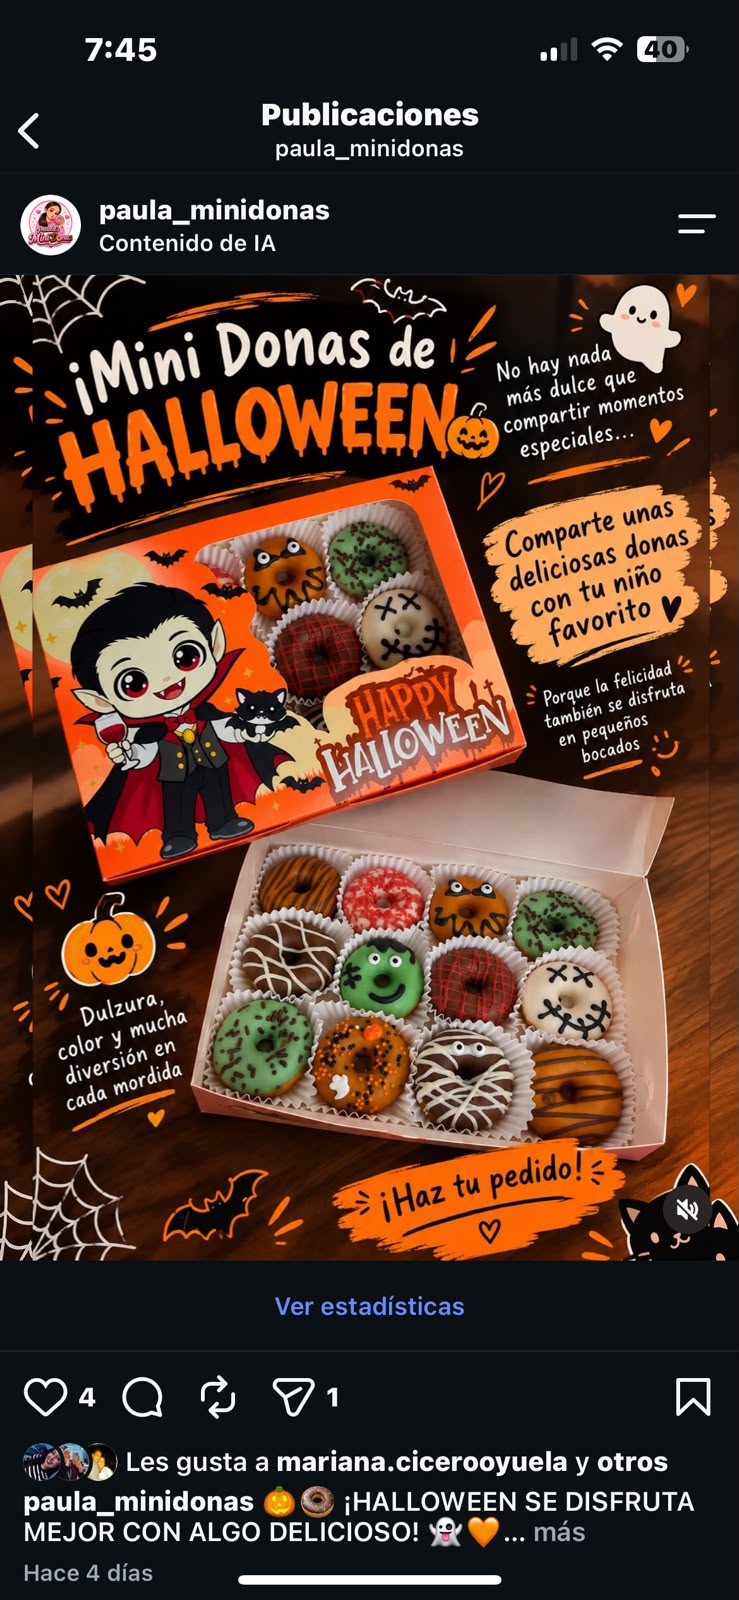 7:45
40
Publicaciones
paula_minidonas
paula_minidonas
Contenido de IA
¡Mini Donas de
HALLOWEEN
No hay nada
más dulce que
compartir momentos
especiales...
Comparte unas
deliciosas donas
con tu niño
favorito
Porque la felicidad
también se disfruta
en pequeños
bocados
HAPPY
HALLOWEEN
Dulzura,
color y mucha
diversión en
cada mordida
¡Haz tu pedido!
Ver estadísticas
4
1
Les gusta a mariana.cicerooyuela y otros
paula_minidonas 🎃🍩 ¡HALLOWEEN SE DISFRUTA
MEJOR CON ALGO DELICIOSO! 👻🧡... más
Hace 4 días